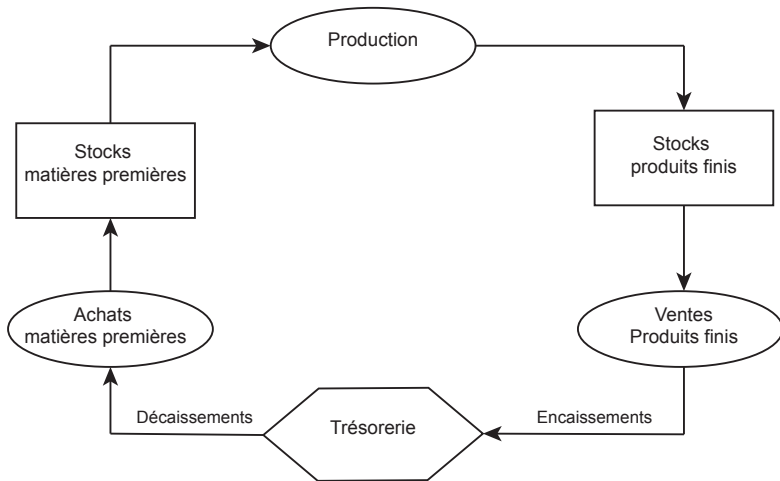 Production
Stocks
matières premières
Stocks
produits finis
Achats
matières premières
Ventes
Produits finis
Décaissements
Trésorerie
Encaissements